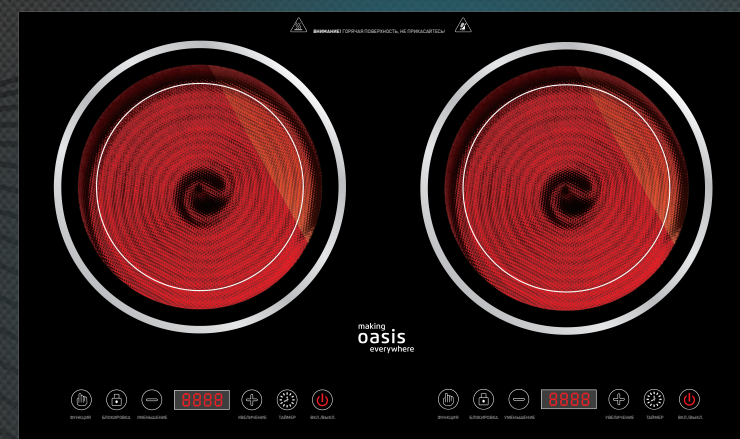 ВНИМАНИЕ! ГОРЯЧАЯ ПОВЕРХНОСТЬ, НЕ ПРИКАСАЙТЕСЬ!
making
oasis
everywhere
8888 8888
ФУНКЦИЯ БЛОКИРОВКА УМЕНЬШЕНИЕ УВЕЛИЧЕНИЕ ТАЙМЕР ВКЛ./ВЫКЛ. ФУНКЦИЯ БЛОКИРОВКА УМЕНЬШЕНИЕ УВЕЛИЧЕНИЕ ТАЙМЕР ВКЛ./ВЫКЛ.